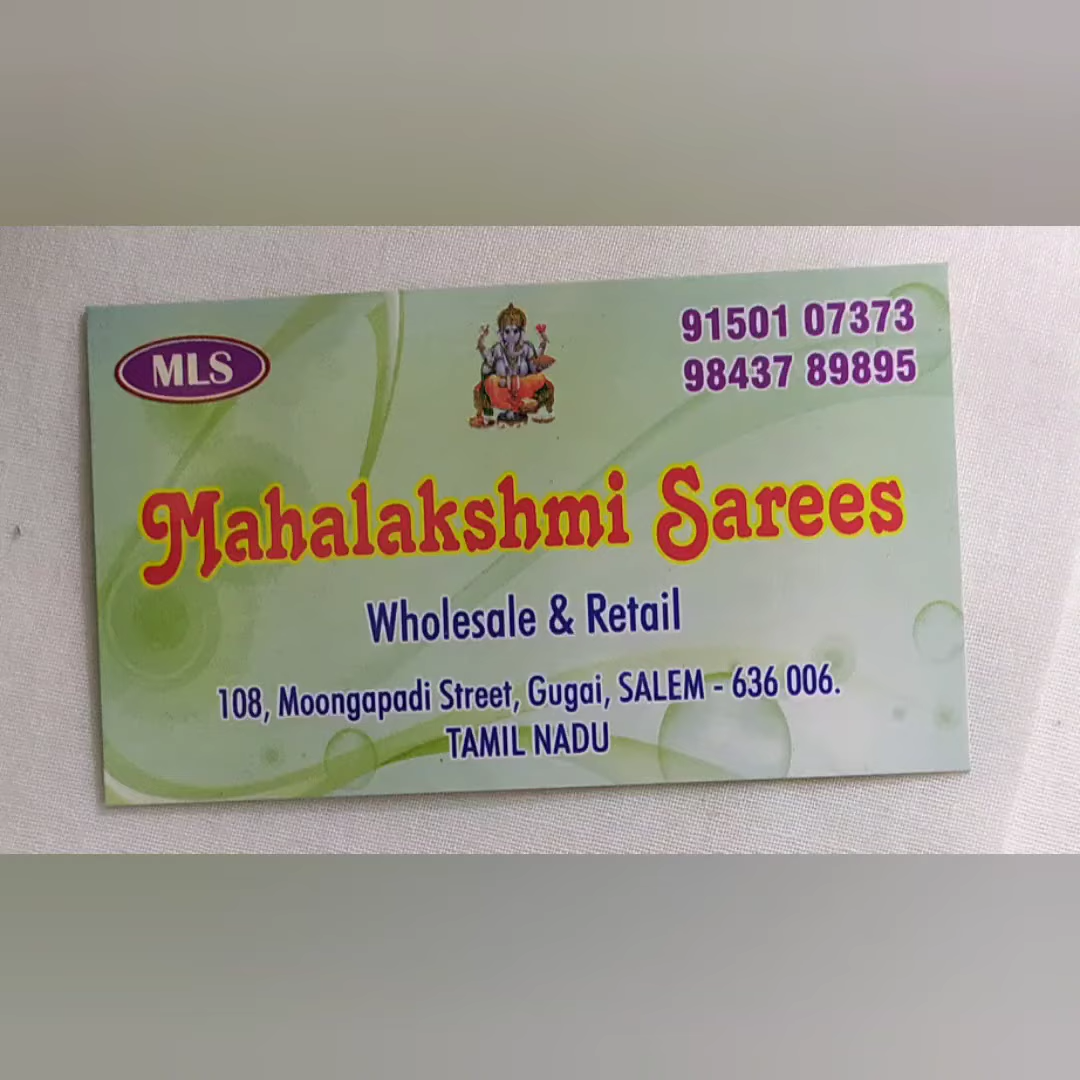 MLS
91501 07373
98437 89895
Mahalakshmi Sarees
Wholesale & Retail
108, Moongapadi Street, Gugai, SALEM - 636 006.
TAMIL NADU